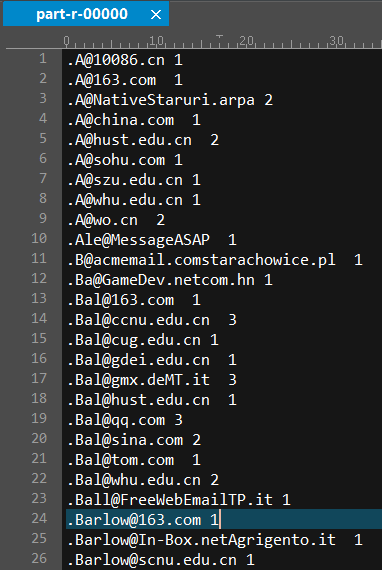 part-r-00000 ×
0 10 20 30
1 .A@10086.cn 1
2 .A@163.com 1
3 .A@NativeStaruri.arpa 2
4 .A@china.com 1
5 .A@hust.edu.cn 2
6 .A@sohu.com 1
7 .A@szu.edu.cn 1
8 .A@whu.edu.cn 1
9 .A@wo.cn 2
10 .Ale@MessageASAP 1
11 .B@acmemail.comstarachowice.pl 1
12 .Ba@GameDev.netcom.hn 1
13 .Bal@163.com 1
14 .Bal@ccnu.edu.cn 3
15 .Bal@cug.edu.cn 1
16 .Bal@gdei.edu.cn 1
17 .Bal@gmx.deMT.it 3
18 .Bal@hust.edu.cn 1
19 .Bal@qq.com 3
20 .Bal@sina.com 2
21 .Bal@tom.com 1
22 .Bal@whu.edu.cn 2
23 .Ball@FreeWebEmailTP.it 1
24 .Barlow@163.com 1
25 .Barlow@In-Box.netAgrigento.it 1
26 .Barlow@scnu.edu.cn 1